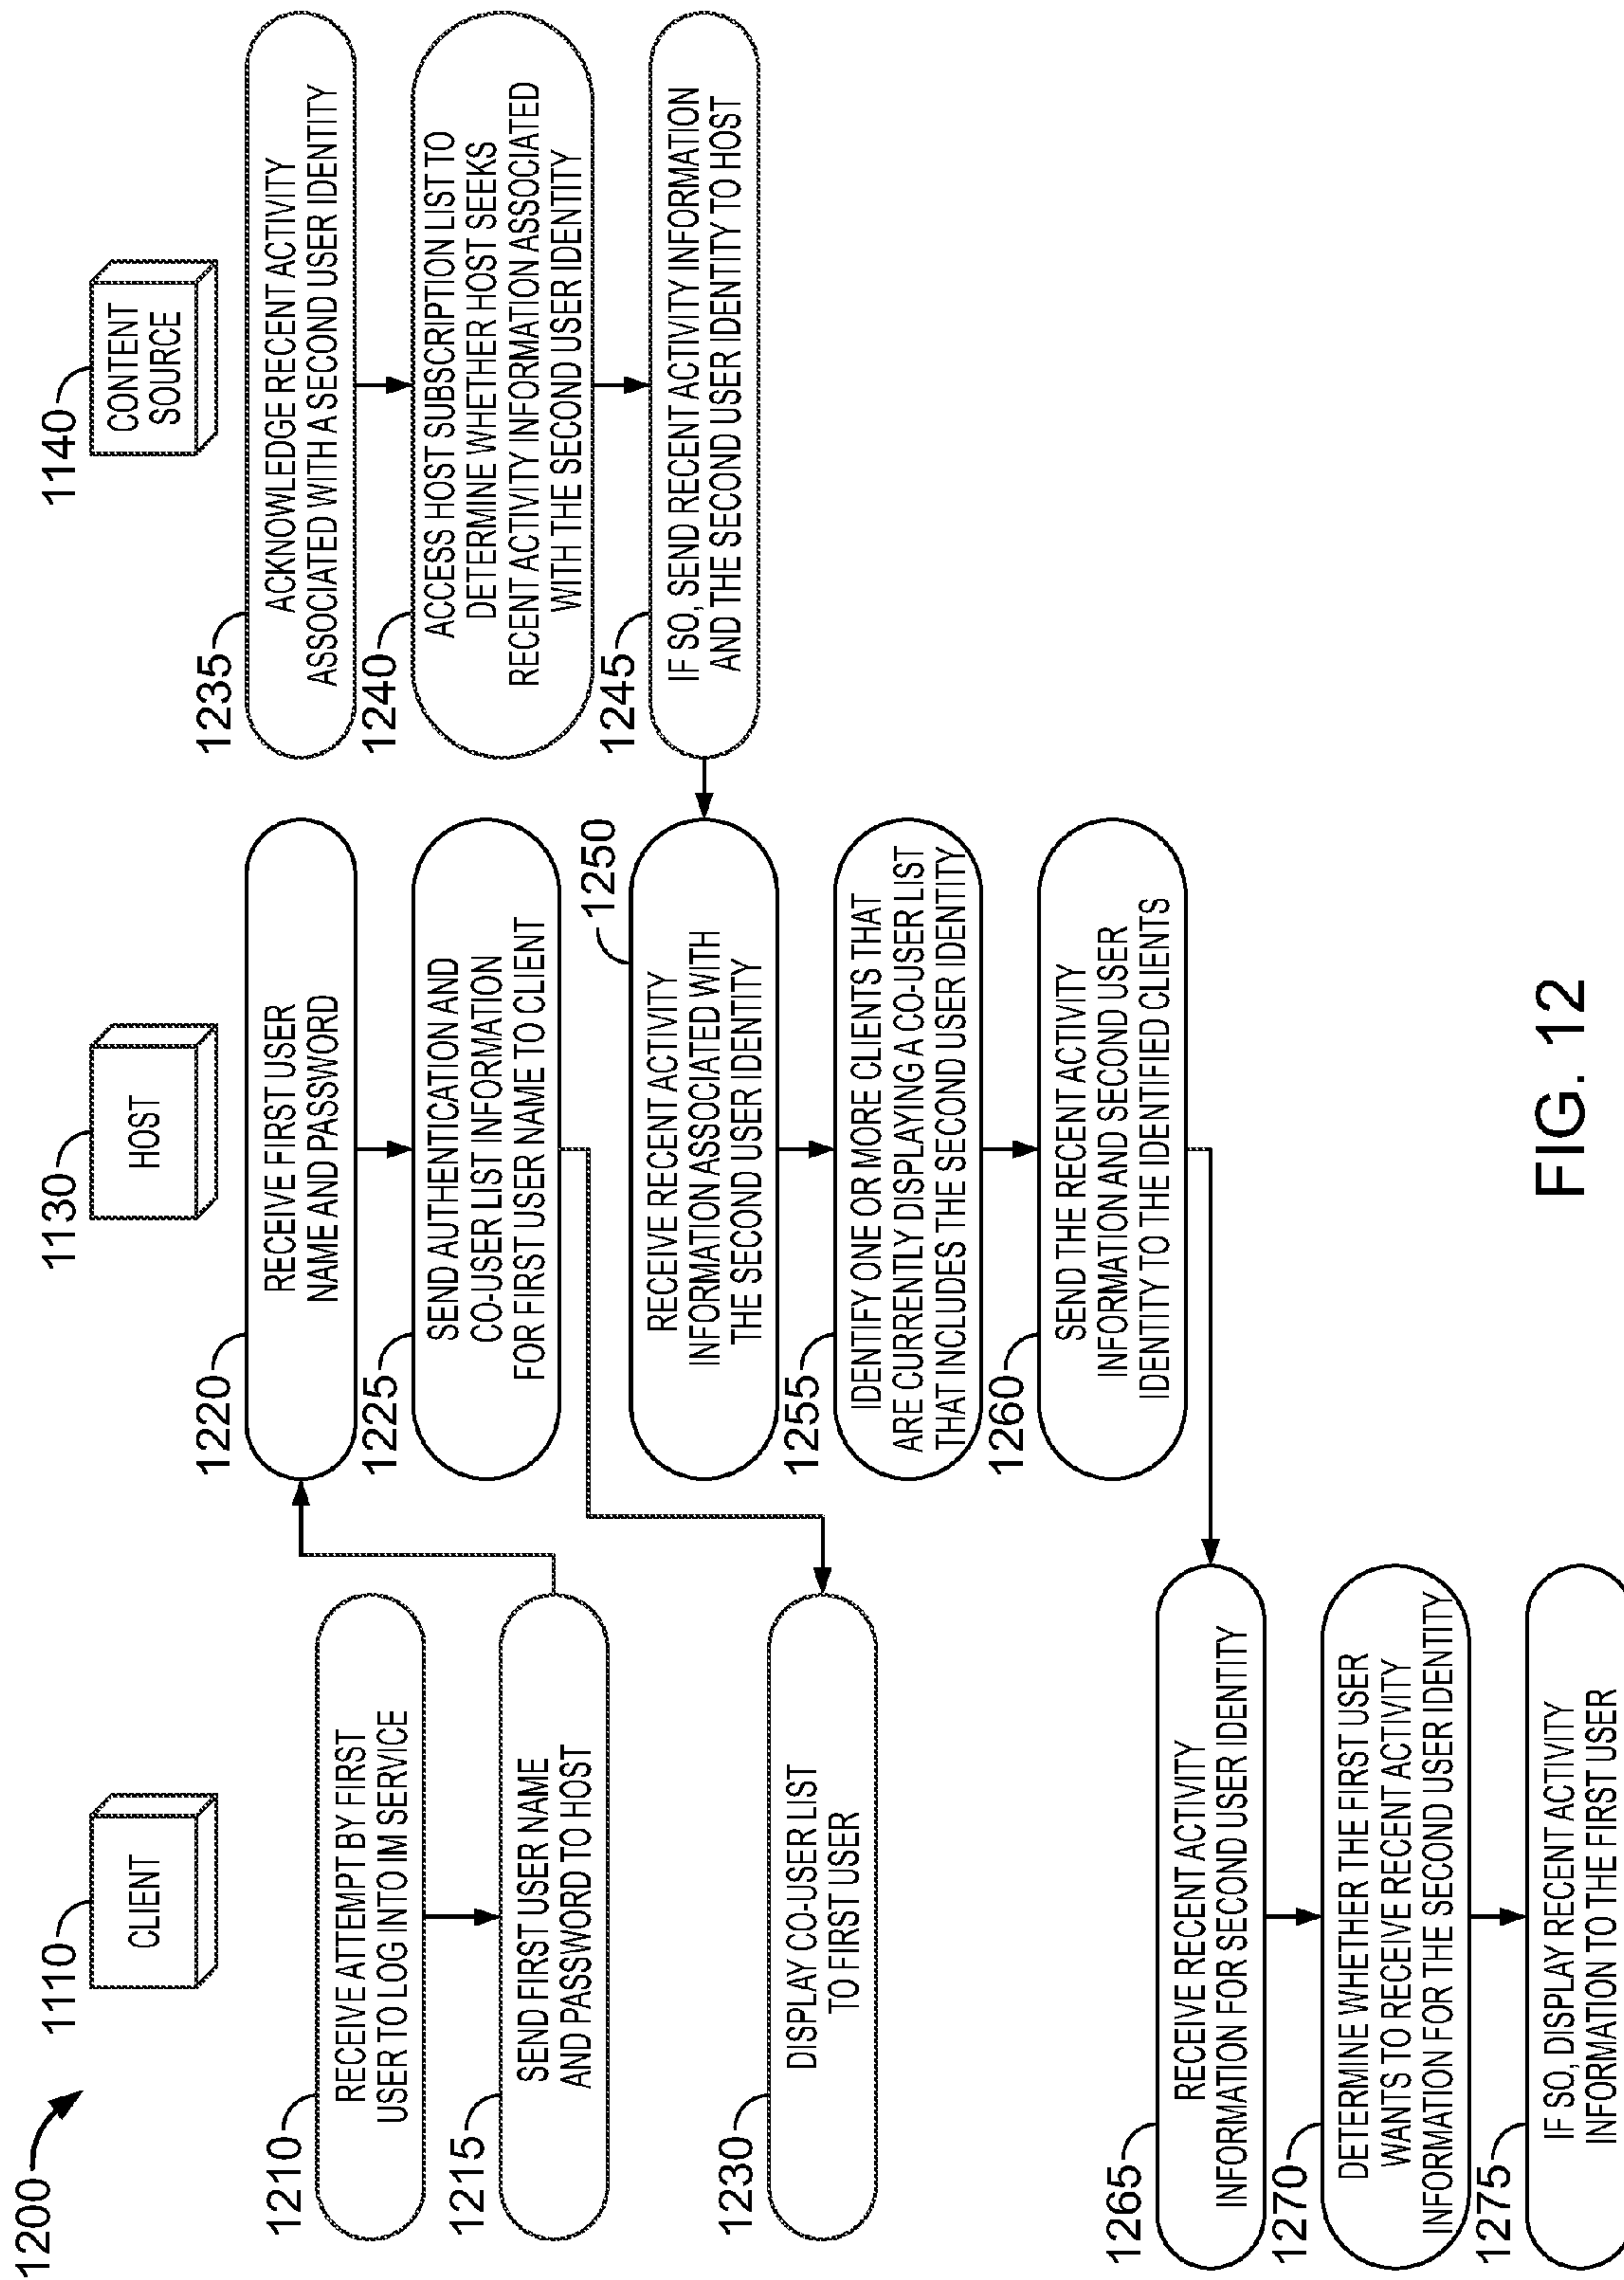 1200
1110
CLIENT
1130
HOST
1140
CONTENT
SOURCE
1210
RECEIVE ATTEMPT BY FIRST
USER TO LOG INTO IM SERVICE
1215
SEND FIRST USER NAME
AND PASSWORD TO HOST
1220
RECEIVE FIRST USER
NAME AND PASSWORD
1225
SEND AUTHENTICATION AND
CO-USER LIST INFORMATION
FOR FIRST USER NAME TO CLIENT
1230
DISPLAY CO-USER LIST
TO FIRST USER
1235
ACKNOWLEDGE RECENT ACTIVITY
ASSOCIATED WITH A SECOND USER IDENTITY
1240
ACCESS HOST SUBSCRIPTION LIST TO
DETERMINE WHETHER HOST SEEKS
RECENT ACTIVITY INFORMATION ASSOCIATED
WITH THE SECOND USER IDENTITY
1245
IF SO, SEND RECENT ACTIVITY INFORMATION
AND THE SECOND USER IDENTITY TO HOST
1250
RECEIVE RECENT ACTIVITY
INFORMATION ASSOCIATED WITH
THE SECOND USER IDENTITY
1255
IDENTIFY ONE OR MORE CLIENTS THAT
ARE CURRENTLY DISPLAYING A CO-USER LIST
THAT INCLUDES THE SECOND USER IDENTITY
1260
SEND THE RECENT ACTIVITY
INFORMATION AND SECOND USER
IDENTITY TO THE IDENTIFIED CLIENTS
1265
RECEIVE RECENT ACTIVITY
INFORMATION FOR SECOND USER IDENTITY
1270
DETERMINE WHETHER THE FIRST USER
WANTS TO RECEIVE RECENT ACTIVITY
INFORMATION FOR THE SECOND USER IDENTITY
1275
IF SO, DISPLAY RECENT ACTIVITY
INFORMATION TO THE FIRST USER
FIG. 12